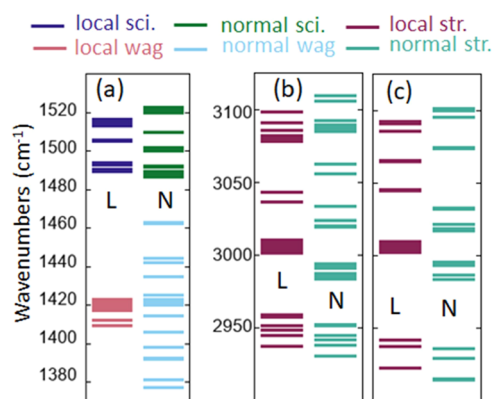 local sci. normal sci. local str.
local wag normal wag normal str.
(a) (b) (c)
Wavenumbers (cm⁻¹)
1520
1500
1480
1460
1440
1420
1400
1380
L N
3100
3050
3000
2950
L N
L N